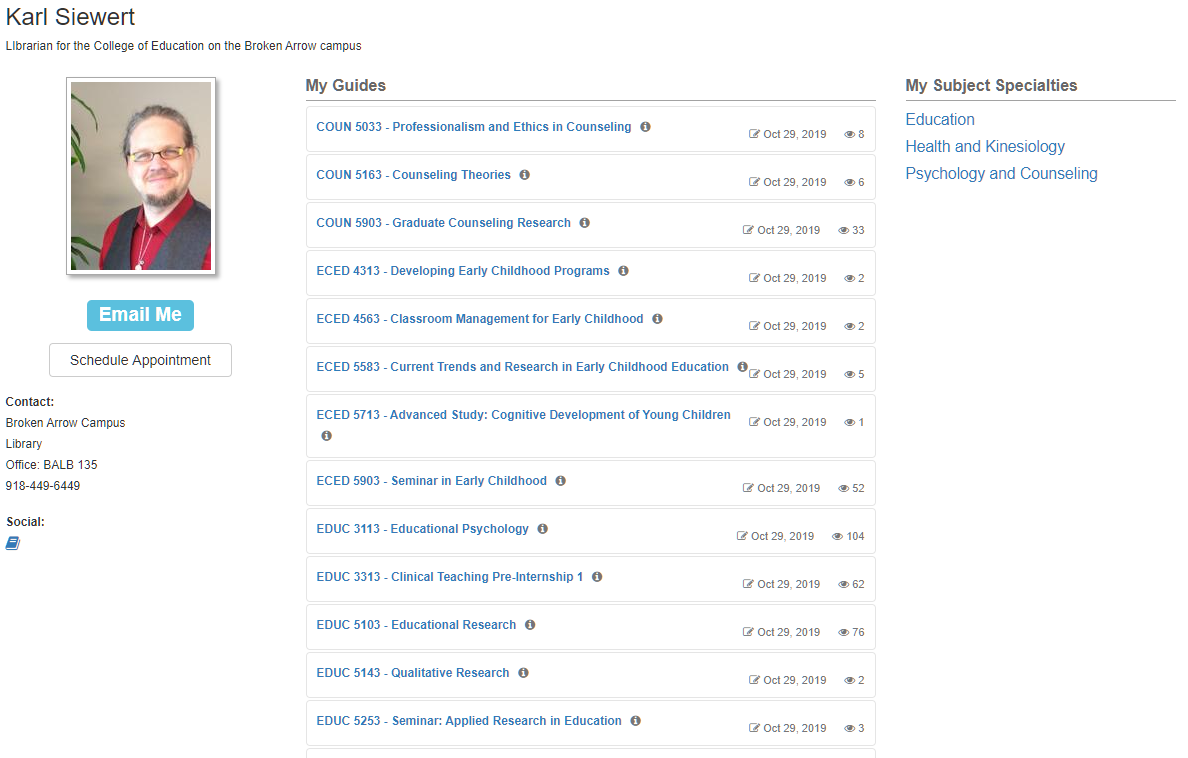 Karl Siewert
LIbrarian for the College of Education on the Broken Arrow campus
Email Me
Schedule Appointment
Contact:
Broken Arrow Campus
Library
Office: BALB 135
918-449-6449
Social:
My Guides
COUN 5033 - Professionalism and Ethics in Counseling Oct 29, 2019 8
COUN 5163 - Counseling Theories Oct 29, 2019 6
COUN 5903 - Graduate Counseling Research Oct 29, 2019 33
ECED 4313 - Developing Early Childhood Programs Oct 29, 2019 2
ECED 4563 - Classroom Management for Early Childhood Oct 29, 2019 2
ECED 5583 - Current Trends and Research in Early Childhood Education Oct 29, 2019 5
ECED 5713 - Advanced Study: Cognitive Development of Young Children Oct 29, 2019 1
ECED 5903 - Seminar in Early Childhood Oct 29, 2019 52
EDUC 3113 - Educational Psychology Oct 29, 2019 104
EDUC 3313 - Clinical Teaching Pre-Internship 1 Oct 29, 2019 62
EDUC 5103 - Educational Research Oct 29, 2019 76
EDUC 5143 - Qualitative Research Oct 29, 2019 2
EDUC 5253 - Seminar: Applied Research in Education Oct 29, 2019 3
My Subject Specialties
Education
Health and Kinesiology
Psychology and Counseling